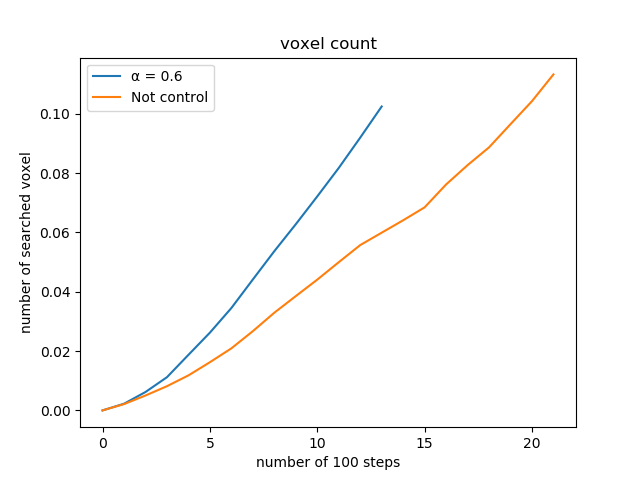 voxel count
α = 0.6
Not control
number of searched voxel
0.10
0.08
0.06
0.04
0.02
0.00
0
5
10
15
20
number of 100 steps